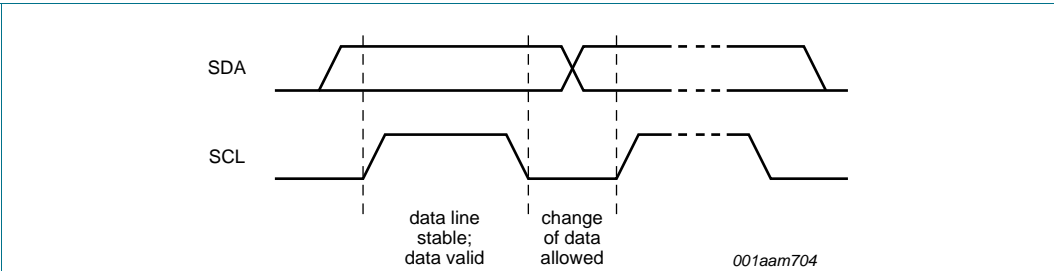 SDA
SCL
data line
stable;
data valid
change
of data
allowed
001aam704